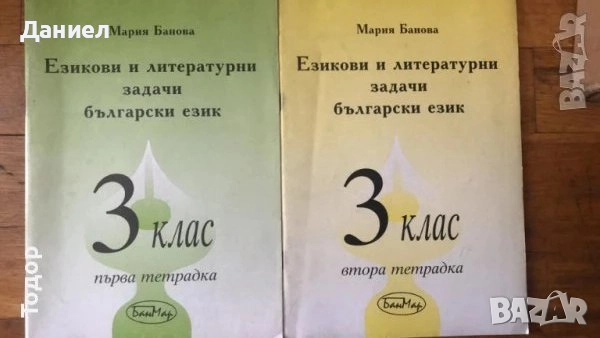 Даниел
Тодор
Мария Банова
Езикови и литературни
задачи
български език
3 клас
първа тетрадка
БанМар
Мария Банова
Езикови и литературни
задачи
български език
3 клас
втора тетрадка
БанМар
BAZAR
BAZAR